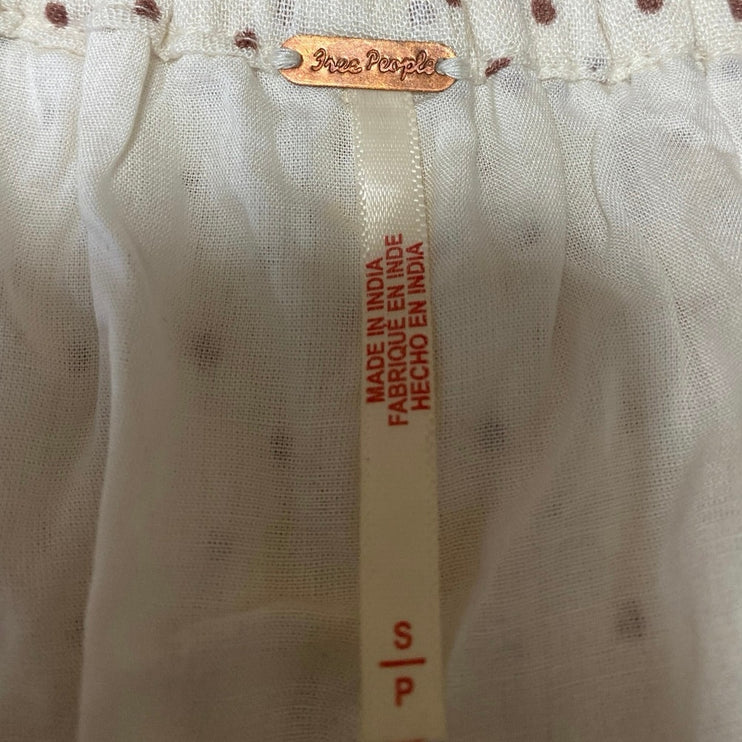 Free People
MADE IN INDIA
FABRIQUÉ EN INDE
HECHO EN INDIA
S
P